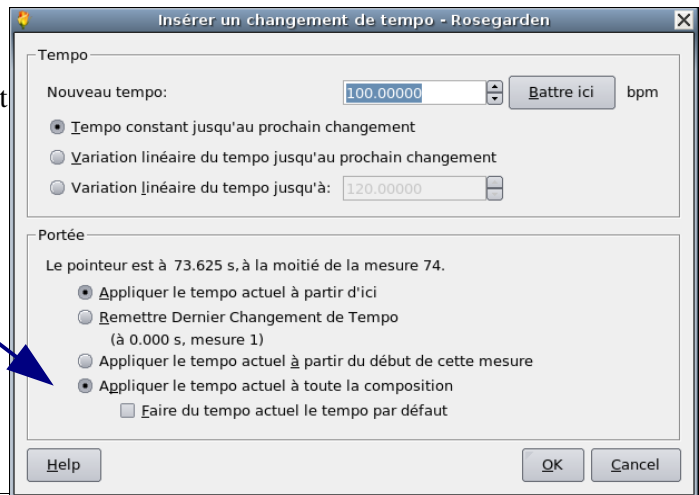 Insérer un changement de tempo - Rosegarden
Tempo
t
Nouveau tempo: 100.00000 Battre ici bpm
Tempo constant jusqu'au prochain changement
Variation linéaire du tempo jusqu'au prochain changement
Variation linéaire du tempo jusqu'à: 120.00000
Portée
Le pointeur est à 73.625 s, à la moitié de la mesure 74.
Appliquer le tempo actuel à partir d'ici
Remettre Dernier Changement de Tempo
(à 0.000 s, mesure 1)
Appliquer le tempo actuel à partir du début de cette mesure
Appliquer le tempo actuel à toute la composition
Faire du tempo actuel le tempo par défaut
Help OK Cancel